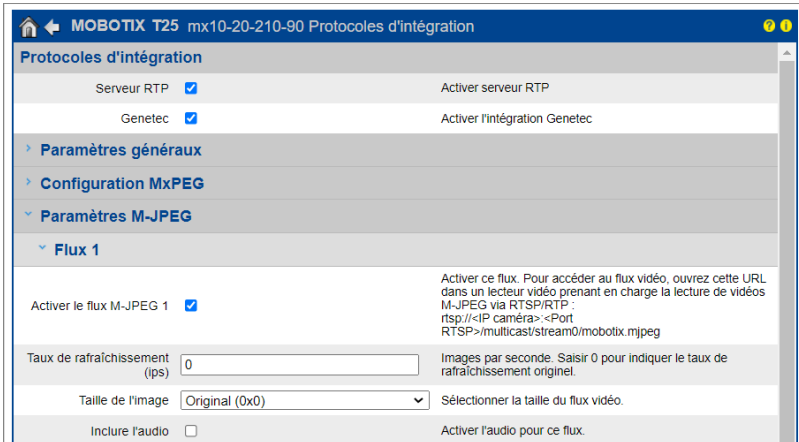 MOBOTIX T25 mx10-20-210-90 Protocoles d'intégration
Protocoles d'intégration
Serveur RTP Activer serveur RTP
Genetec Activer l'intégration Genetec
Paramètres généraux
Configuration MxPEG
Paramètres M-JPEG
Flux 1
Activer le flux M-JPEG 1
Activer ce flux. Pour accéder au flux vidéo, ouvrez cette URL
dans un lecteur vidéo prenant en charge la lecture de vidéos
M-JPEG via RTSP/RTP :
rtsp://<IP caméra>:<Port
RTSP>/multicast/stream0/mobotix.mjpeg
Taux de rafraîchissement
(ips)
0
Images par seconde. Saisir 0 pour indiquer le taux de
rafraîchissement originel.
Taille de l'image Original (0x0) Sélectionner la taille du flux vidéo.
Inclure l'audio Activer l'audio pour ce flux.